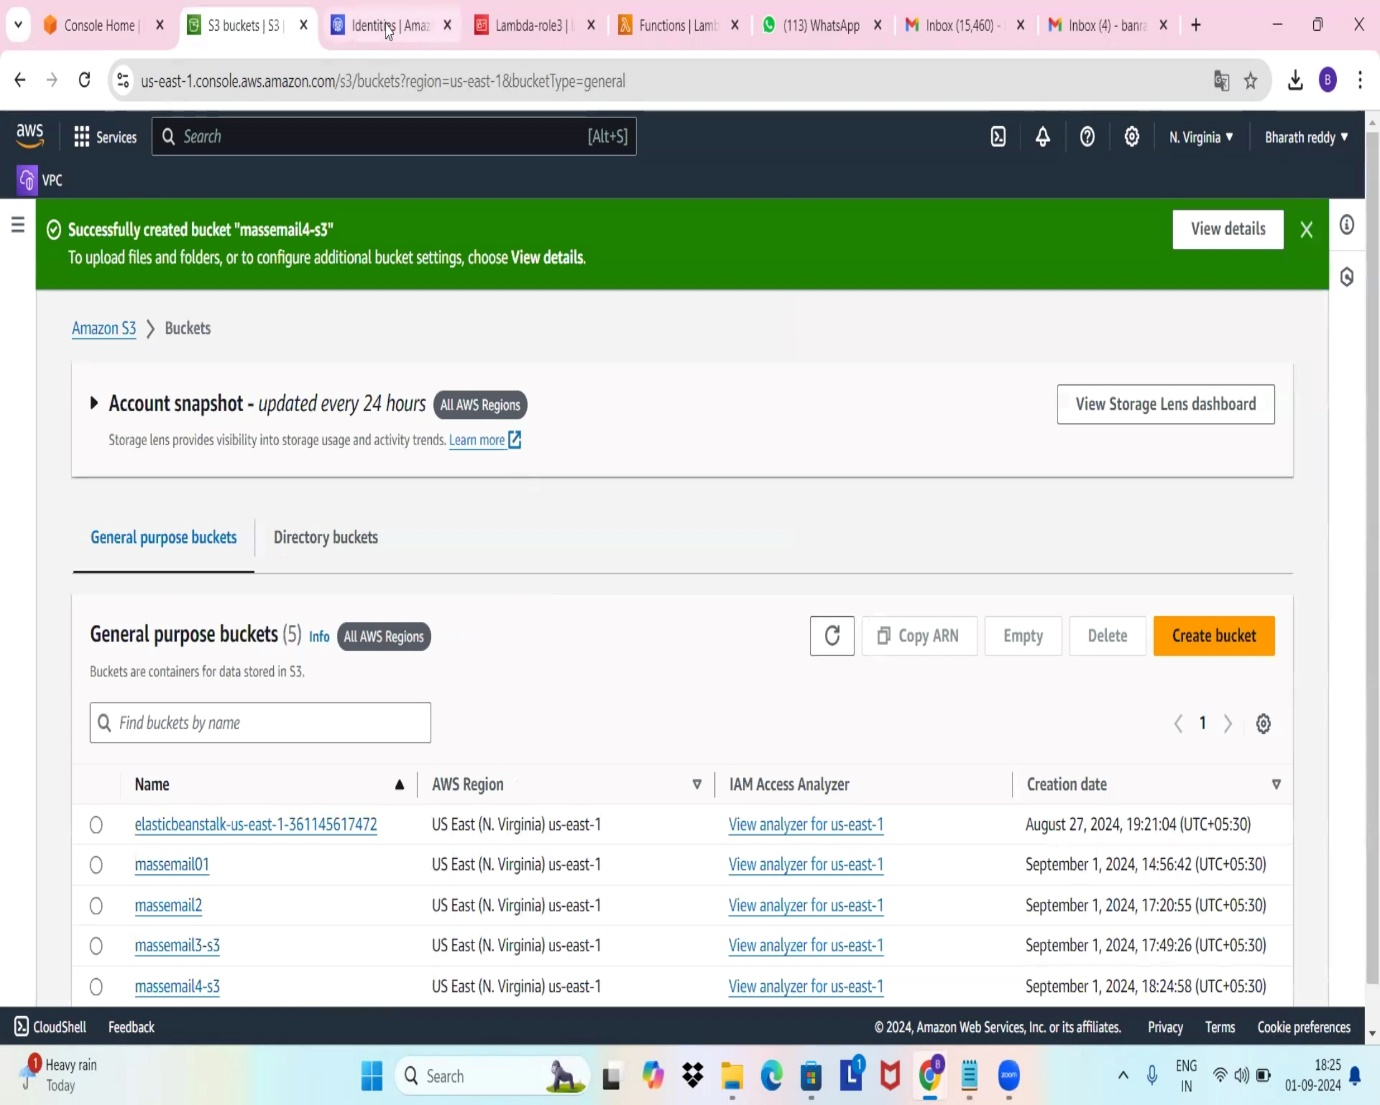 Console Home |
S3 buckets | S3 |
Identities | Amaz
Lambda-role3 |
Functions | Lamb
(113) WhatsApp
Inbox (15,460) -
Inbox (4) - banra
us-east-1.console.aws.amazon.com/s3/buckets?region=us-east-1&bucketType=general
B
aws
Services
Search
[Alt+S]
N. Virginia
Bharath reddy
VPC
Successfully created bucket "massemail4-s3"
To upload files and folders, or to configure additional bucket settings, choose View details.
View details
Amazon S3 > Buckets
Account snapshot - updated every 24 hours All AWS Regions
Storage lens provides visibility into storage usage and activity trends. Learn more
View Storage Lens dashboard
General purpose buckets
Directory buckets
General purpose buckets (5) Info All AWS Regions
Buckets are containers for data stored in S3.
Copy ARN
Empty
Delete
Create bucket
Find buckets by name
1
Name AWS Region IAM Access Analyzer Creation date
elasticbeanstalk-us-east-1-361145617472 US East (N. Virginia) us-east-1 View analyzer for us-east-1 August 27, 2024, 19:21:04 (UTC+05:30)
massemail01 US East (N. Virginia) us-east-1 View analyzer for us-east-1 September 1, 2024, 14:56:42 (UTC+05:30)
massemail2 US East (N. Virginia) us-east-1 View analyzer for us-east-1 September 1, 2024, 17:20:55 (UTC+05:30)
massemail3-s3 US East (N. Virginia) us-east-1 View analyzer for us-east-1 September 1, 2024, 17:49:26 (UTC+05:30)
massemail4-s3 US East (N. Virginia) us-east-1 View analyzer for us-east-1 September 1, 2024, 18:24:58 (UTC+05:30)
CloudShell Feedback © 2024, Amazon Web Services, Inc. or its affiliates. Privacy Terms Cookie preferences
1
Heavy rain
Today
Search
1
B
zoom
ENG
IN
18:25
01-09-2024